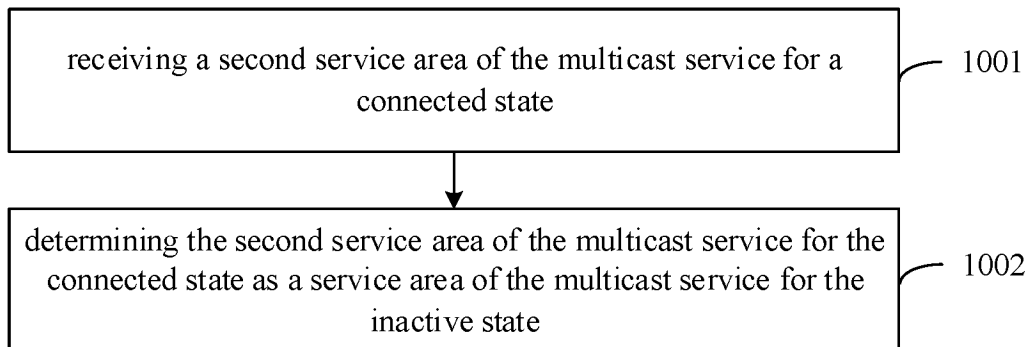 receiving a second service area of the multicast service for a
connected state
1001
determining the second service area of the multicast service for the
connected state as a service area of the multicast service for the
inactive state
1002